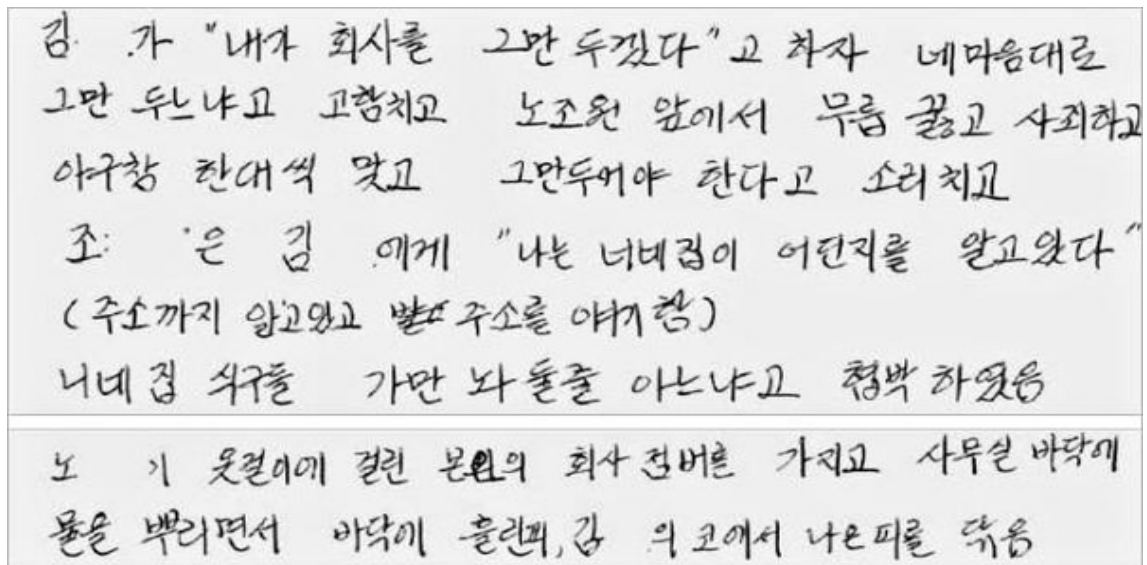 김 가 "내가 회사를 그만 두겠다"고 하자 네마음대로
그만 두느냐고 고함치고 노조원 앞에서 무릎 꿇고 사죄하고
아구창 한대씩 맞고 그만두어야 한다고 소리치고
조 은 김 에게 "나는 너네집이 어딘지를 알고왔다"
(주소까지 알고있고 주소를 야기함)
니네집 식구들 가만 놔 둘줄 아느냐고 협박 하였음
노 기 옷걸이에 걸린 본인의 회사 점버를 가지고 사무실 바닥에
물을 뿌리면서 바닥에 흘린피, 김 의 코에서 나온피를 닦음